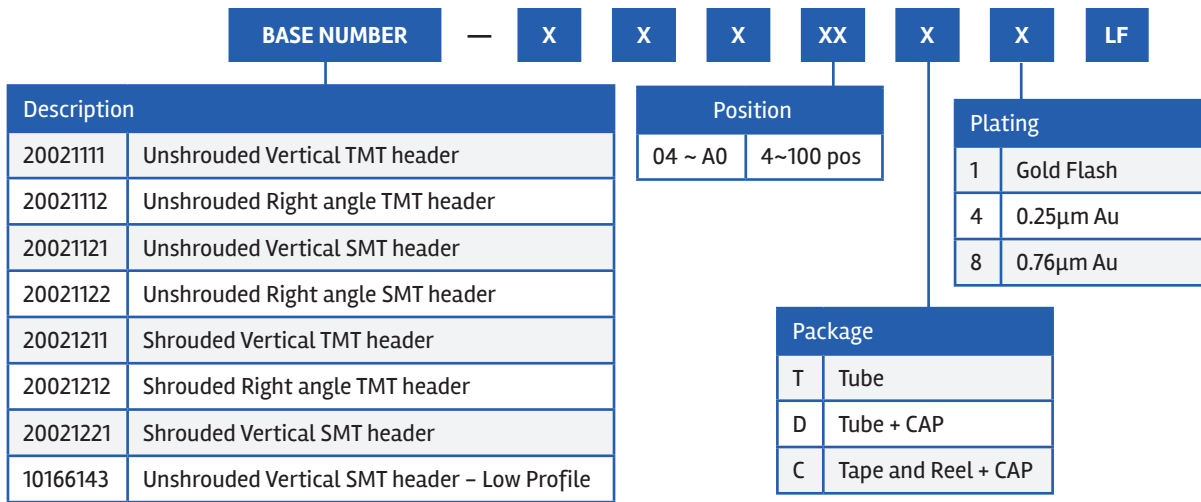 BASE NUMBER — X X X XX X X LF
Description
20021111 Unshrouded Vertical TMT header
20021112 Unshrouded Right angle TMT header
20021121 Unshrouded Vertical SMT header
20021122 Unshrouded Right angle SMT header
20021211 Shrouded Vertical TMT header
20021212 Shrouded Right angle TMT header
20021221 Shrouded Vertical SMT header
10166143 Unshrouded Vertical SMT header – Low Profile
Position
04 ~ A0 4~100 pos
Plating
1 Gold Flash
4 0.25µm Au
8 0.76µm Au
Package
T Tube
D Tube + CAP
C Tape and Reel + CAP